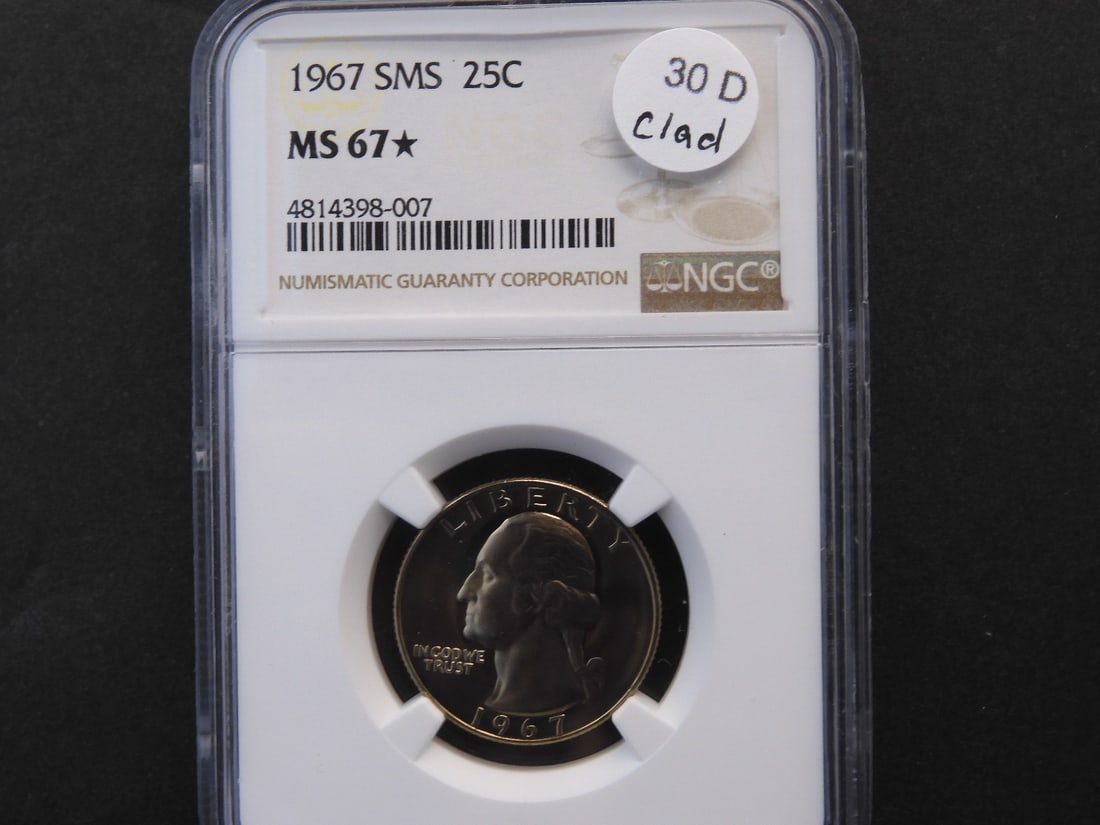 1967 SMS 25C
MS 67★
4814398-007
NUMISMATIC GUARANTY CORPORATION
NGC®
30 D
Clad
LIBERTY
IN GOD WE
TRUST
1967